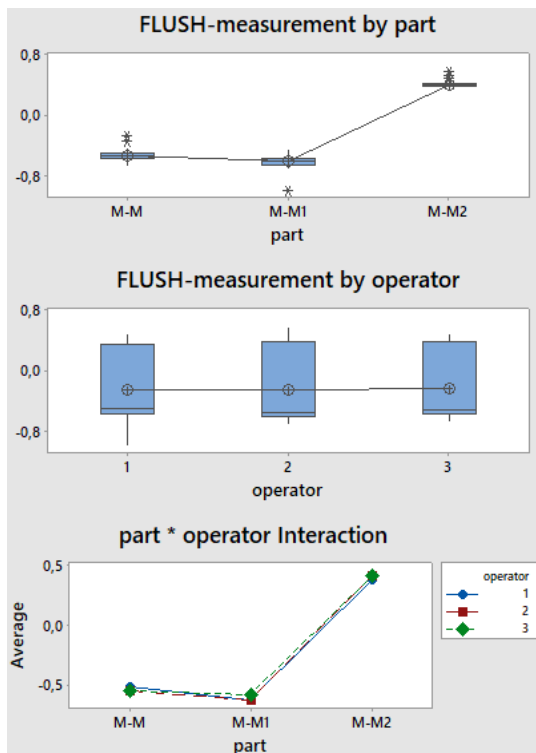 FLUSH-measurement by part
0,8
0,0
-0,8
M-M M-M1 M-M2
part
FLUSH-measurement by operator
0,8
0,0
-0,8
1 2 3
operator
part * operator Interaction
0,5
0,0
-0,5
Average
M-M M-M1 M-M2
part
operator
1
2
3